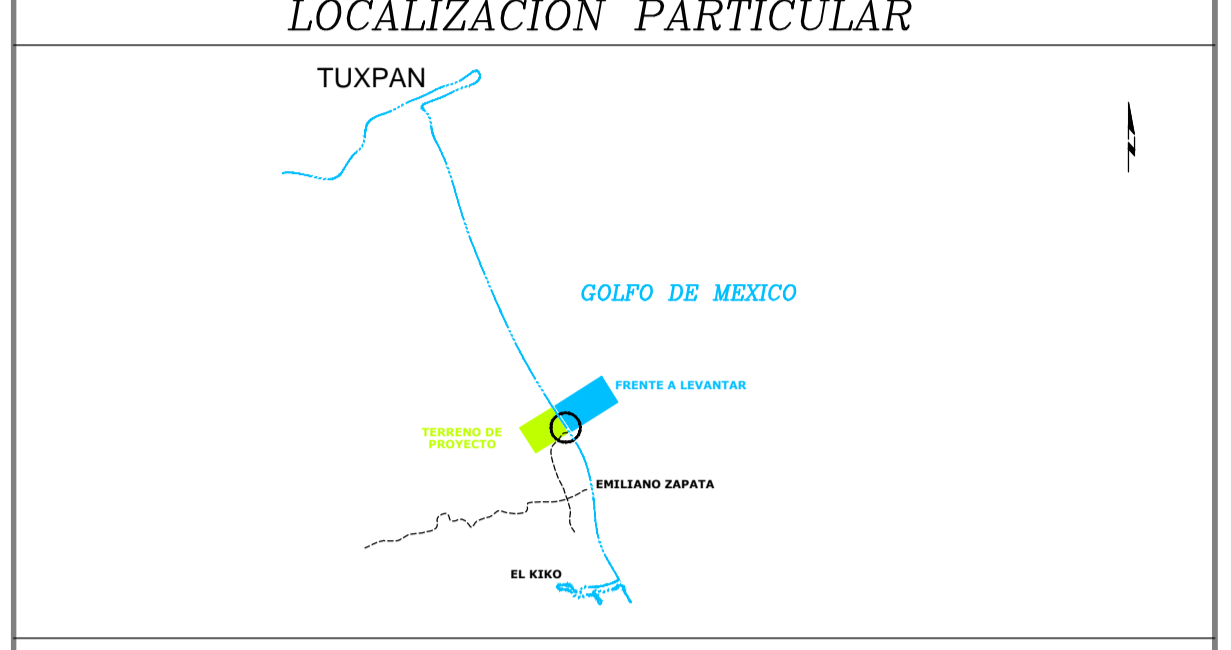 LOCALIZACION PARTICULAR
TUXPAN
GOLFO DE MEXICO
FRENTE A LEVANTAR
TERRENO DE
PROYECTO
EMILIANO ZAPATA
EL KIKO